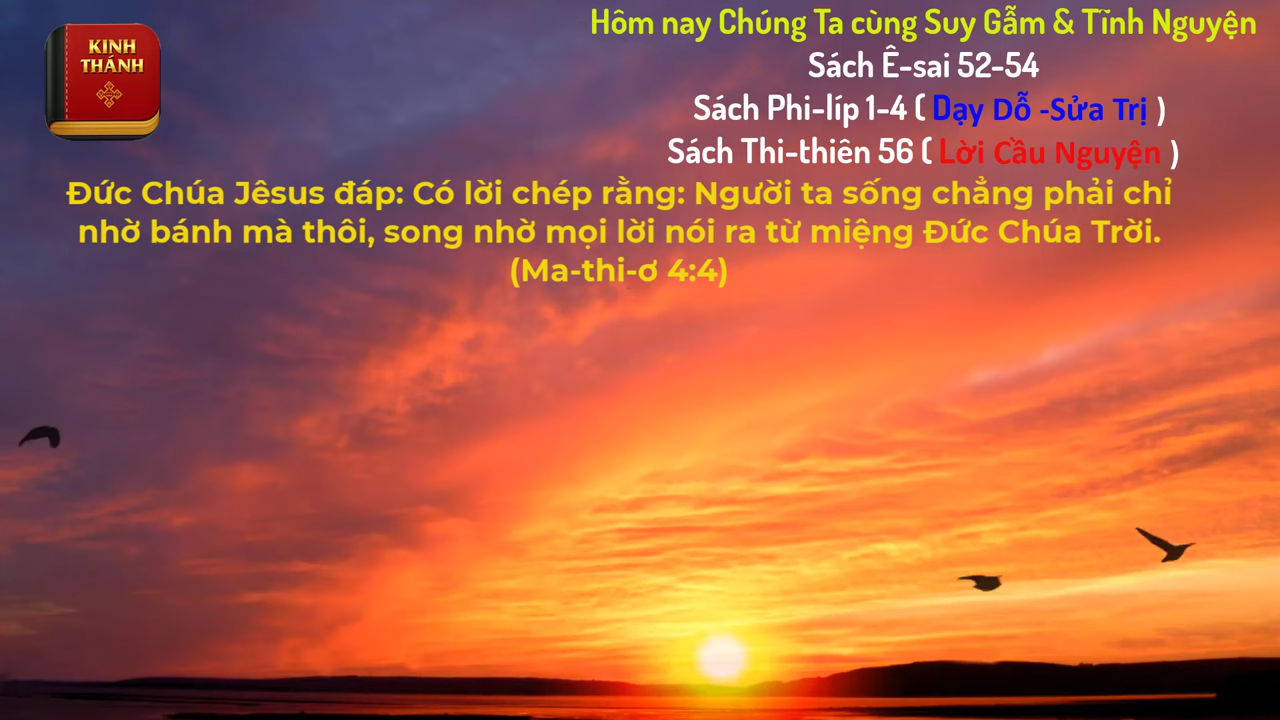 KINH
THÁNH
Hôm nay Chúng Ta cùng Suy Gẫm & Tĩnh Nguyện
Sách Ê-sai 52-54
Sách Phi-líp 1-4 ( Dạy Dỗ -Sửa Trị )
Sách Thi-thiên 56 ( Lời Cầu Nguyện )
Đức Chúa Jêsus đáp: Có lời chép rằng: Người ta sống chẳng phải chỉ
nhờ bánh mà thôi, song nhờ mọi lời nói ra từ miệng Đức Chúa Trời.
(Ma-thi-ơ 4:4)